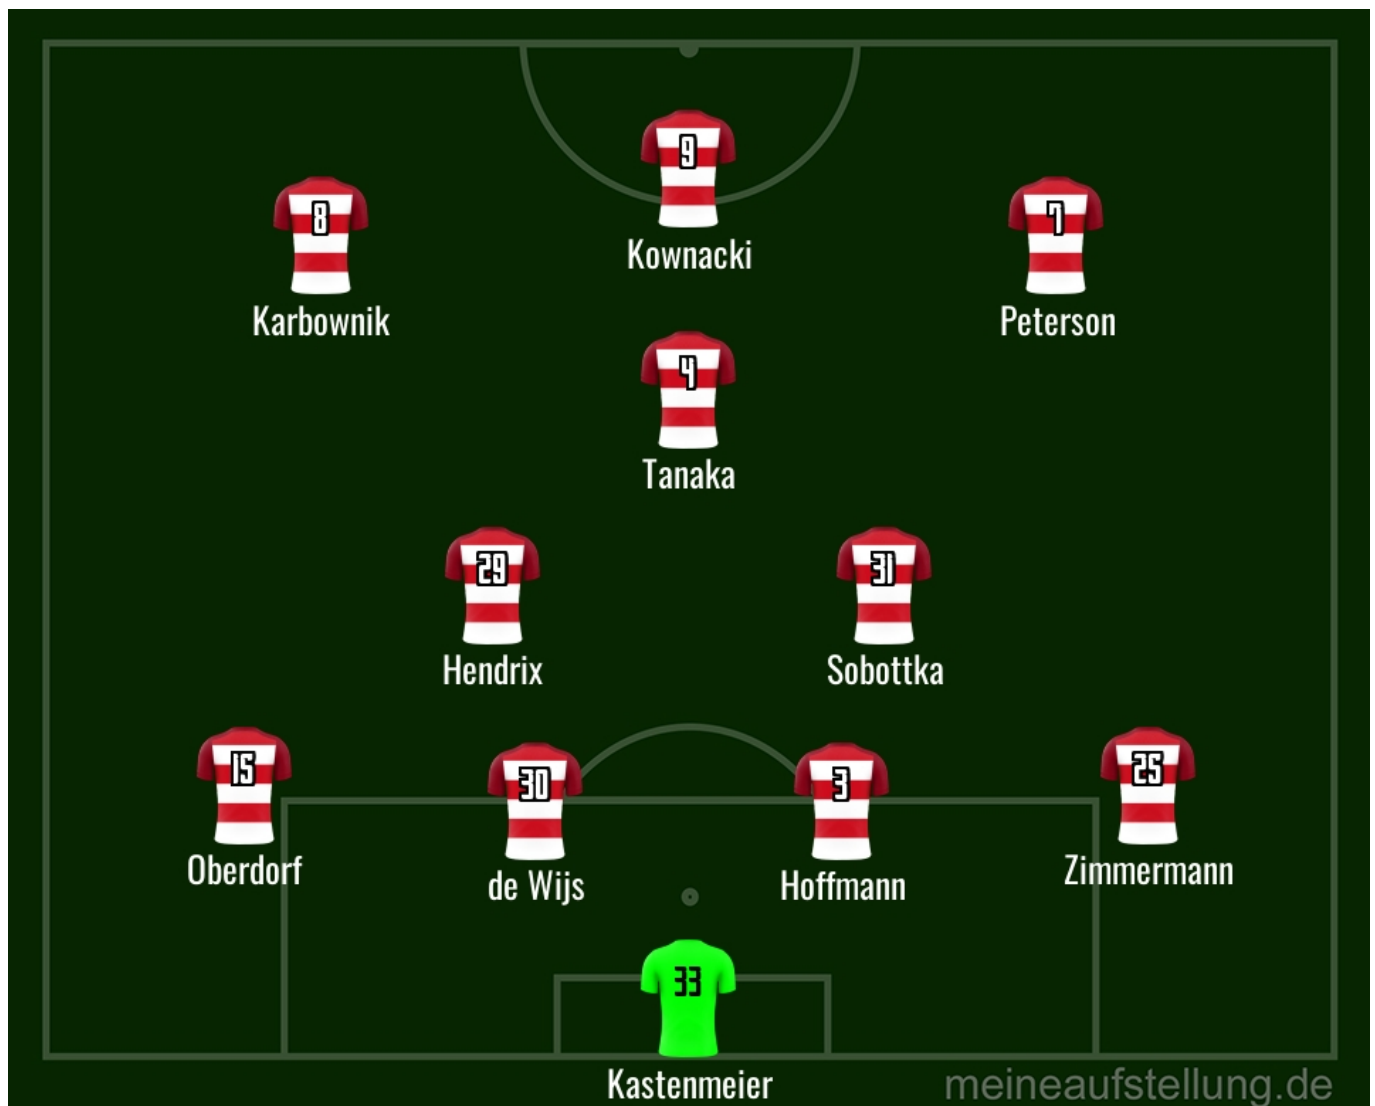 9
Kownacki
8
Karbownik
7
Peterson
4
Tanaka
29
Hendrix
31
Sobottka
15
Oberdorf
30
de Wijs
3
Hoffmann
25
Zimmermann
33
Kastenmeier
meineaufstellung.de